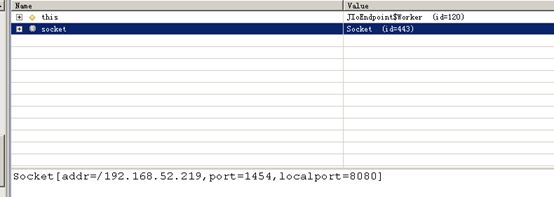 Name Value
this JIoEndpoint$Worker (id=120)
socket Socket (id=443)
Socket[addr=/192.168.52.219,port=1454,localport=8080]